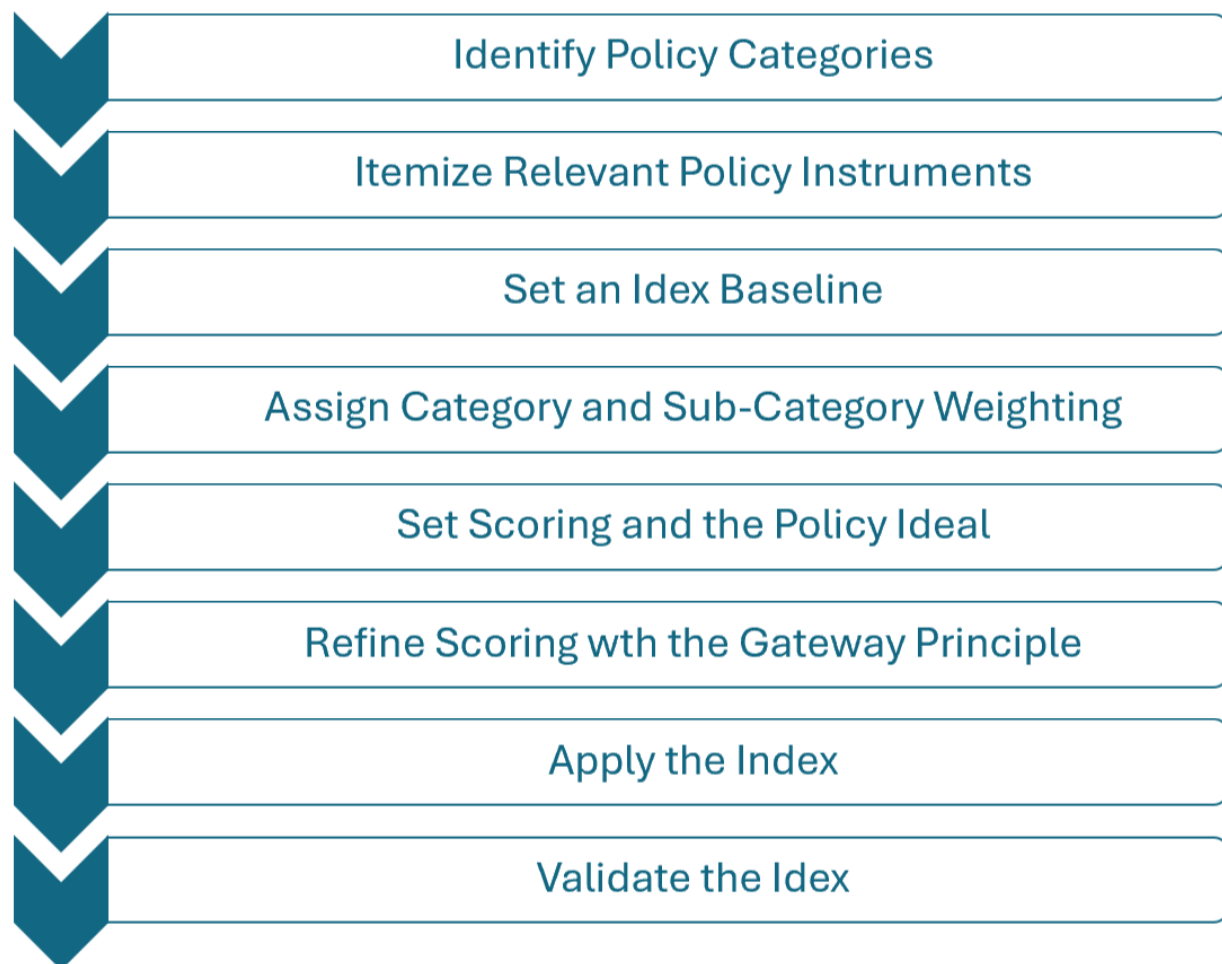 Identify Policy Categories
Itemize Relevant Policy Instruments
Set an Idex Baseline
Assign Category and Sub-Category Weighting
Set Scoring and the Policy Ideal
Refine Scoring wth the Gateway Principle
Apply the Index
Validate the Idex